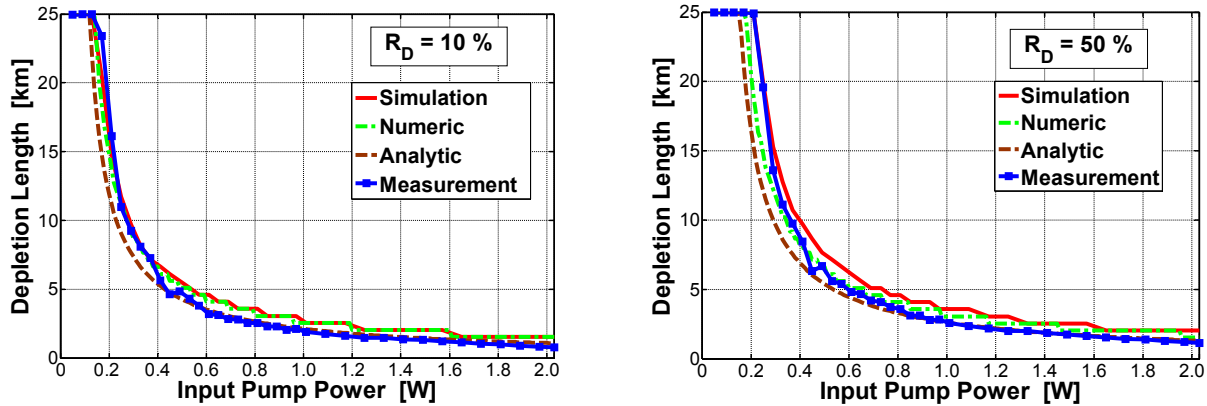 R_D = 10 %
Simulation
Numeric
Analytic
Measurement
Depletion Length [km]
25
20
15
10
5
0
0 0.2 0.4 0.6 0.8 1.0 1.2 1.4 1.6 1.8 2.0
Input Pump Power [W]
R_D = 50 %
Simulation
Numeric
Analytic
Measurement
Depletion Length [km]
25
20
15
10
5
0
0 0.2 0.4 0.6 0.8 1.0 1.2 1.4 1.6 1.8 2.0
Input Pump Power [W]